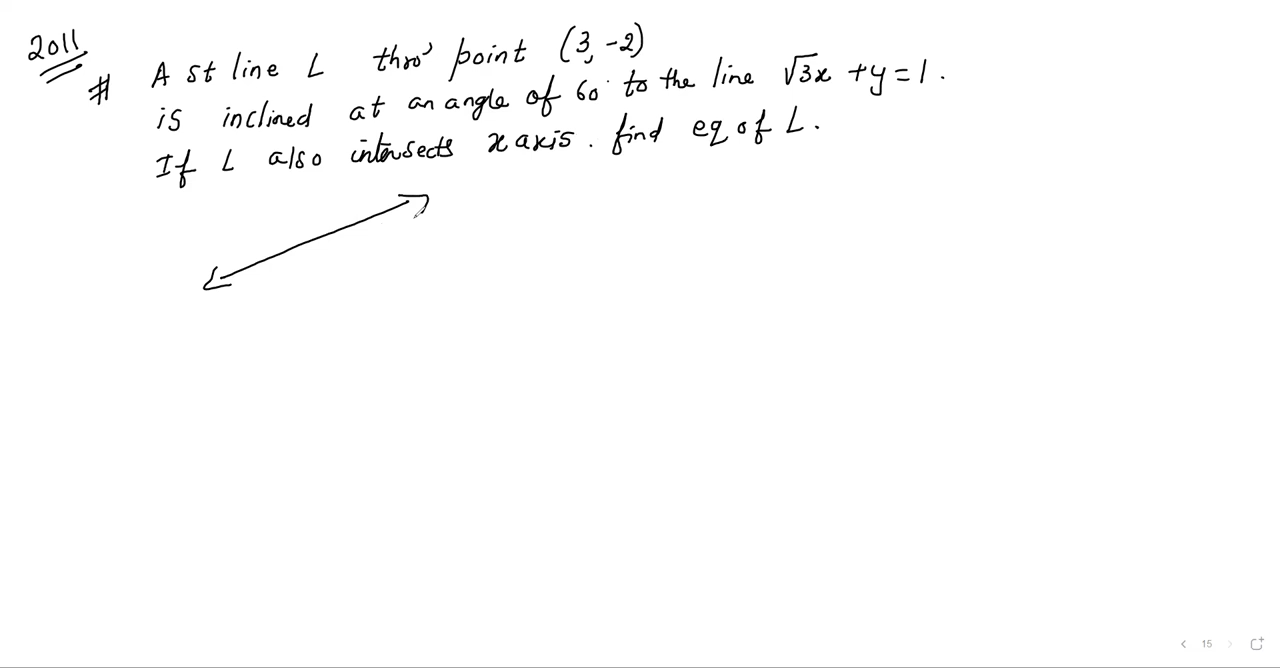 2011
# A st line L thro' point (3, -2)
is inclined at an angle of 60° to the line √3x + y = 1.
If L also intersects x axis. find eq of L.
15